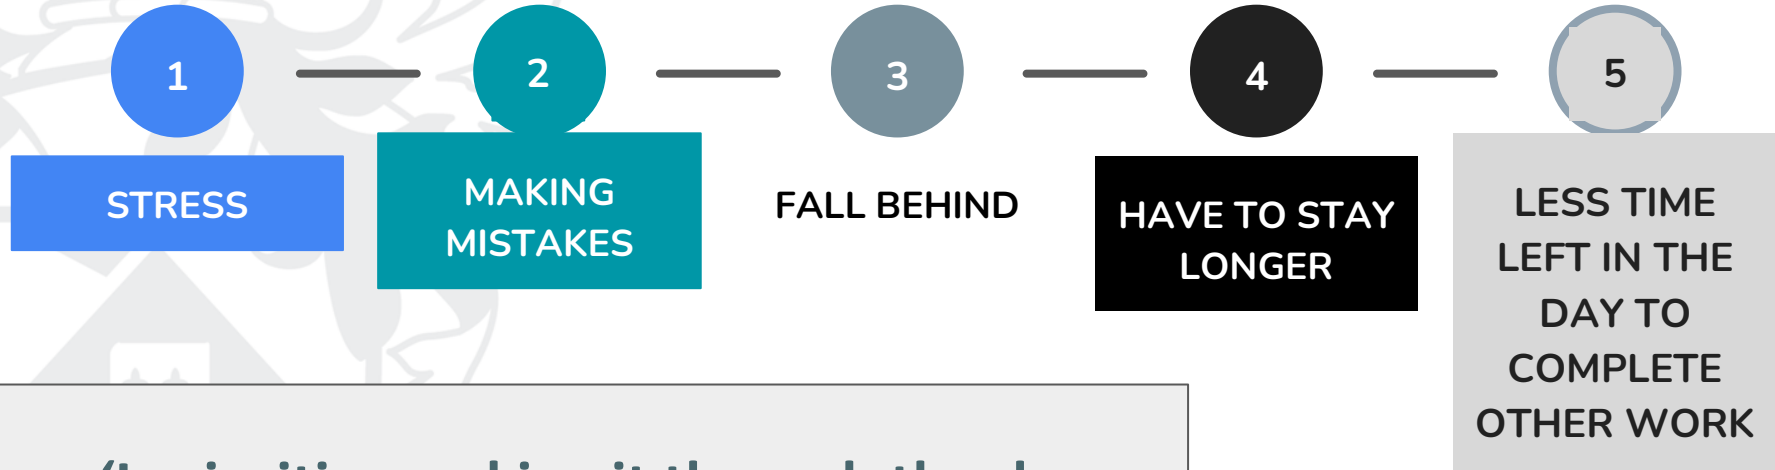 1
2
3
4
5
STRESS
MAKING
MISTAKES
FALL BEHIND
HAVE TO STAY
LONGER
LESS TIME
LEFT IN THE
DAY TO
COMPLETE
OTHER WORK